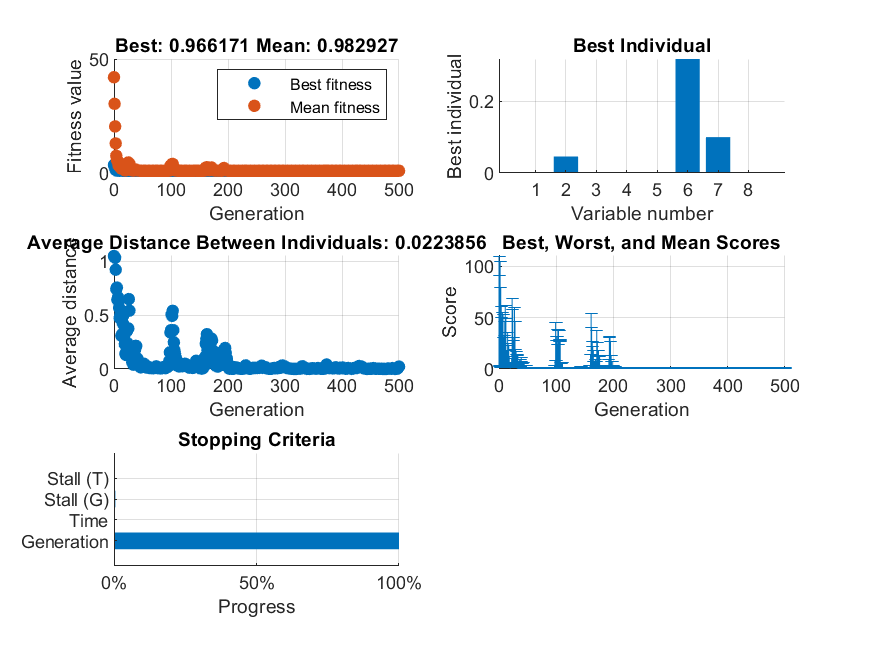 Best: 0.966171 Mean: 0.982927
Fitness value
50
0
Best fitness
Mean fitness
0 100 200 300 400 500
Generation
Best Individual
Best individual
0.2
0
1 2 3 4 5 6 7 8
Variable number
Average Distance Between Individuals: 0.0223856
Average distance
1
0.5
0
0 100 200 300 400 500
Generation
Best, Worst, and Mean Scores
Score
100
50
0
0 100 200 300 400 500
Generation
Stopping Criteria
Stall (T)
Stall (G)
Time
Generation
0% 50% 100%
Progress